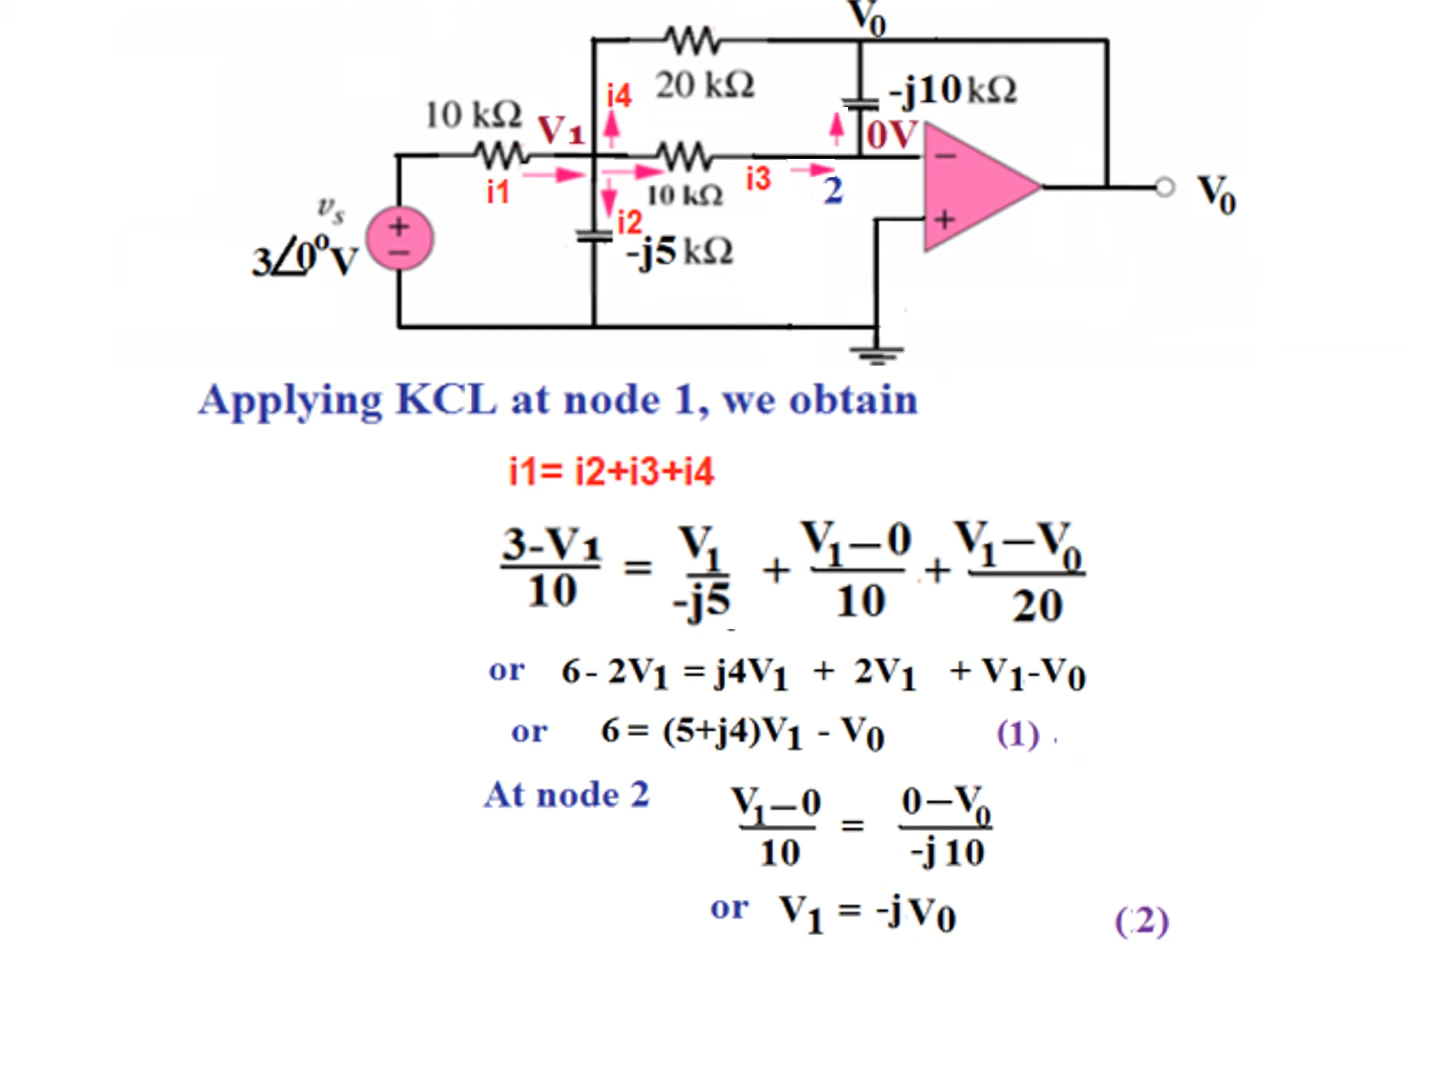 V₀
20 kΩ
-j10 kΩ
i4
10 kΩ
V₁
0V
i1
i3
10 kΩ
2
i2
-j5 kΩ
vₛ
3∠0⁰V
+
−
−
+
V₀
Applying KCL at node 1, we obtain
i1= i2+i3+i4
(3-V1)/10 = V₁/-j5 + (V₁−0)/10 + (V₁−V₀)/20
or 6- 2V₁ = j4V₁ + 2V₁ + V₁-V₀
or 6 = (5+j4)V₁ - V₀ (1)
At node 2 (V₁−0)/10 = (0−V₀)/-j10
or V₁ = -jV₀ (2)